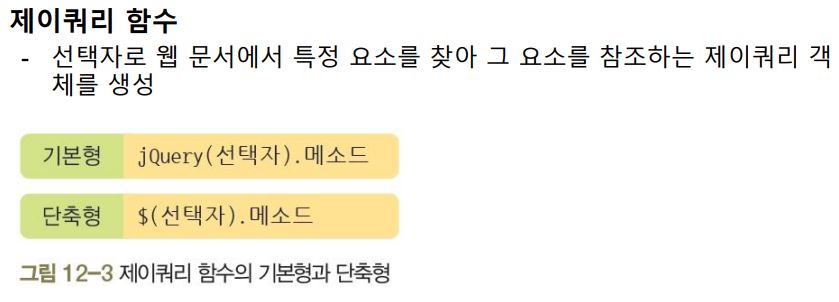 제이쿼리 함수
- 선택자로 웹 문서에서 특정 요소를 찾아 그 요소를 참조하는 제이쿼리 객
체를 생성
기본형 jQuery(선택자).메소드
단축형 $(선택자).메소드
그림 12-3 제이쿼리 함수의 기본형과 단축형